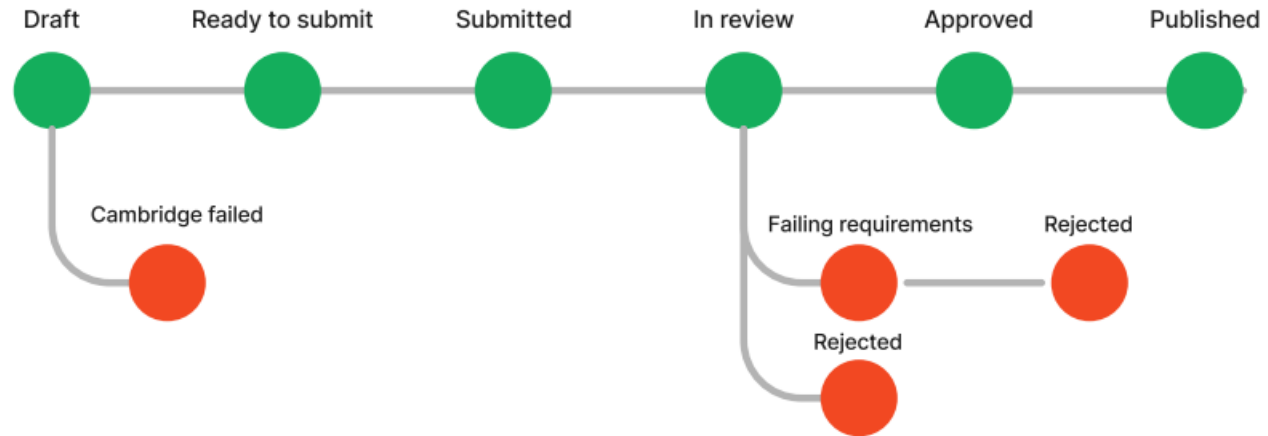 Draft
Ready to submit
Submitted
In review
Approved
Published
Cambridge failed
Failing requirements
Rejected
Rejected